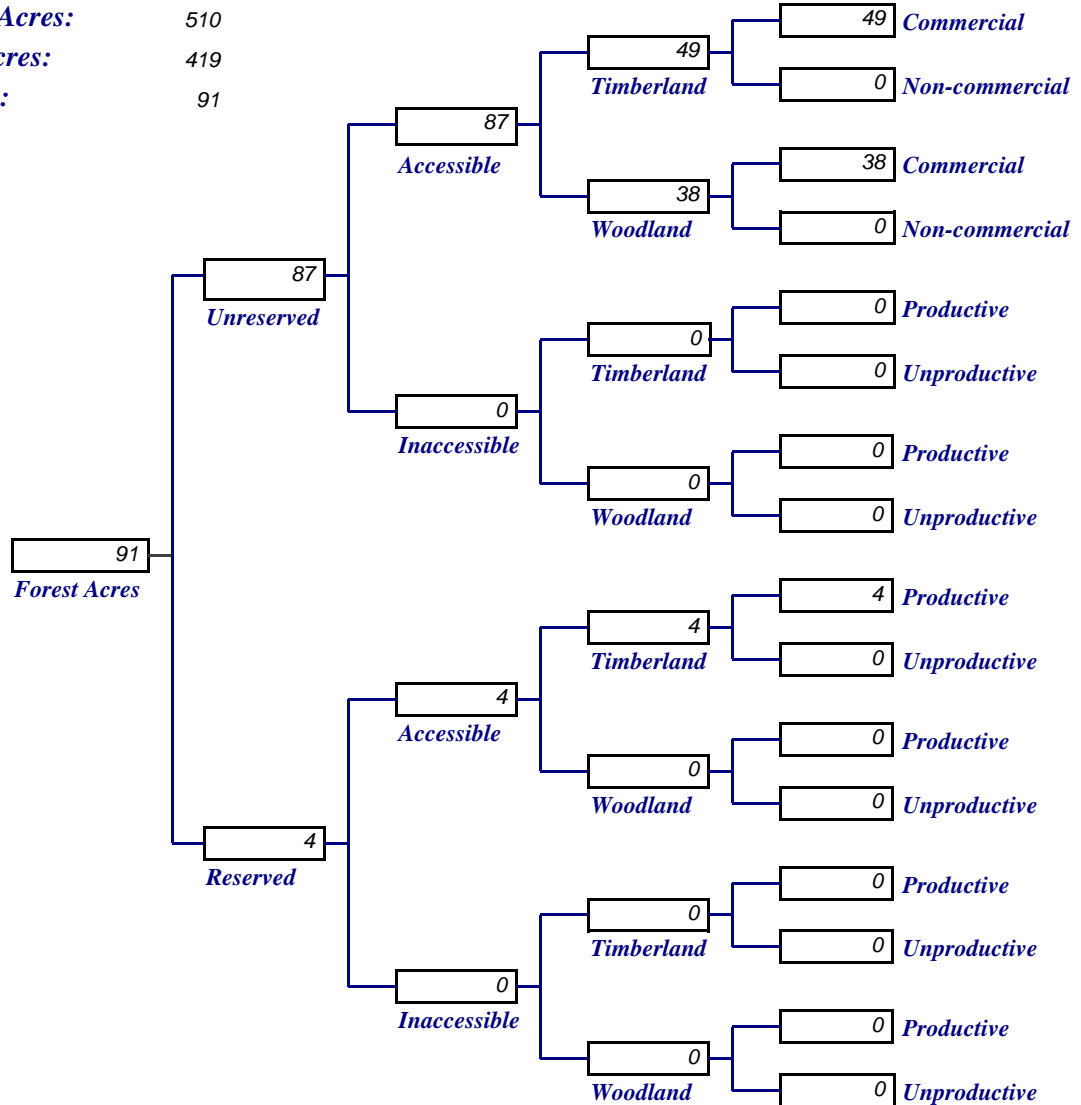 Acres: 510
cres: 419
: 91
49 Commercial
49
Timberland
0 Non-commercial
87
Accessible
38 Commercial
38
Woodland
0 Non-commercial
87
Unreserved
0 Productive
0
Timberland
0 Unproductive
0
Inaccessible
0 Productive
0
Woodland
0 Unproductive
91
Forest Acres
4 Productive
4
Timberland
0 Unproductive
4
Accessible
0 Productive
0
Woodland
0 Unproductive
4
Reserved
0 Productive
0
Timberland
0 Unproductive
0
Inaccessible
0 Productive
0
Woodland
0 Unproductive